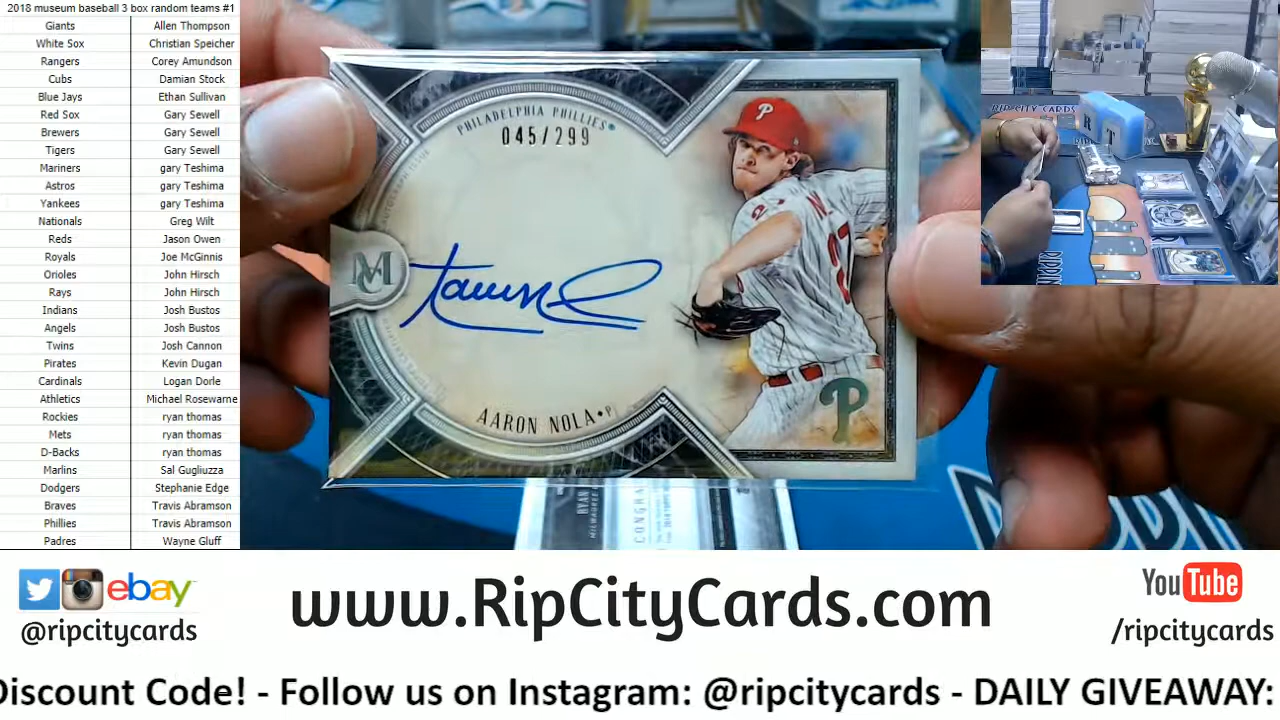 2018 museum baseball 3 box random teams #1
Giants Allen Thompson
White Sox Christian Speicher
Rangers Corey Amundson
Cubs Damian Stock
Blue Jays Ethan Sullivan
Red Sox Gary Sewell
Brewers Gary Sewell
Tigers Gary Sewell
Mariners gary Teshima
Astros gary Teshima
Yankees gary Teshima
Nationals Greg Wilt
Reds Jason Owen
Royals Joe McGinnis
Orioles John Hirsch
Rays John Hirsch
Indians Josh Bustos
Angels Josh Bustos
Twins Josh Cannon
Pirates Kevin Dugan
Cardinals Logan Dorle
Athletics Michael Rosewarne
Rockies ryan thomas
Mets ryan thomas
D-Backs ryan thomas
Marlins Sal Gugliuzza
Dodgers Stephanie Edge
Braves Travis Abramson
Phillies Travis Abramson
Padres Wayne Gluff
PHILADELPHIA PHILLIES
045/299
P
27
MC
AARON NOLA • P
P
RIP CITY CARDS
R T
ebay
@ripcitycards
www.RipCityCards.com
YouTube
/ripcitycards
Discount Code! - Follow us on Instagram: @ripcitycards - DAILY GIVEAWAY: